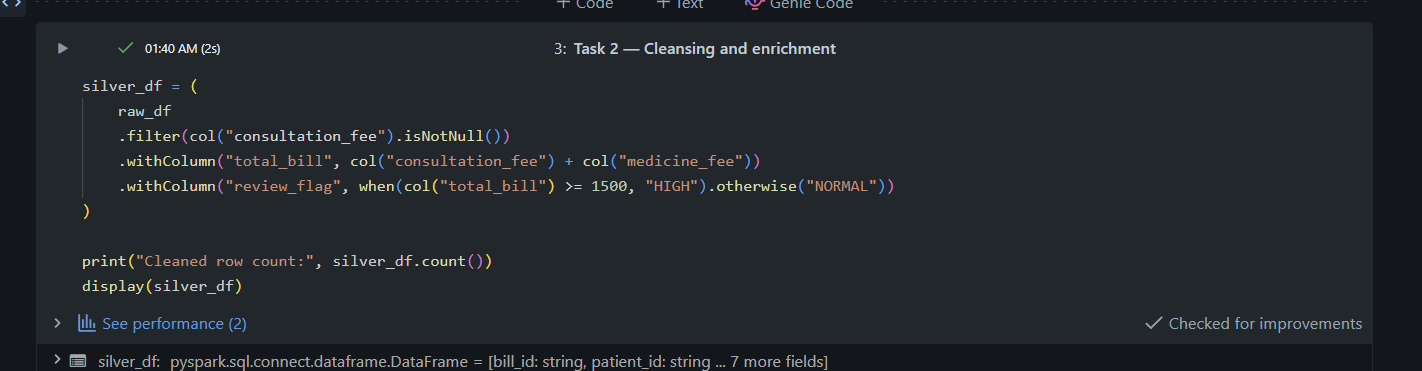 Code Text Genie Code
01:40 AM (2s) 3: Task 2 — Cleansing and enrichment
silver_df = (
raw_df
.filter(col("consultation_fee").isNotNull())
.withColumn("total_bill", col("consultation_fee") + col("medicine_fee"))
.withColumn("review_flag", when(col("total_bill") >= 1500, "HIGH").otherwise("NORMAL"))
)
print("Cleaned row count:", silver_df.count())
display(silver_df)
See performance (2) Checked for improvements
silver_df: pyspark.sql.connect.dataframe.DataFrame = [bill_id: string, patient_id: string ... 7 more fields]